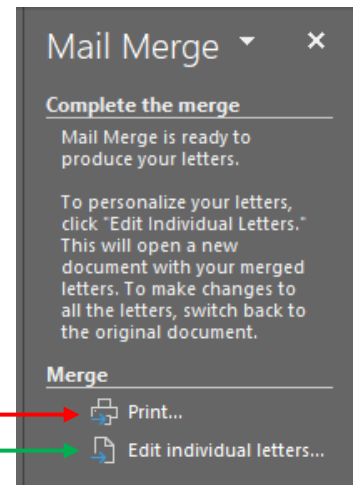 Mail Merge
Complete the merge
Mail Merge is ready to
produce your letters.
To personalize your letters,
click "Edit Individual Letters."
This will open a new
document with your merged
letters. To make changes to
all the letters, switch back to
the original document.
Merge
Print...
Edit individual letters...